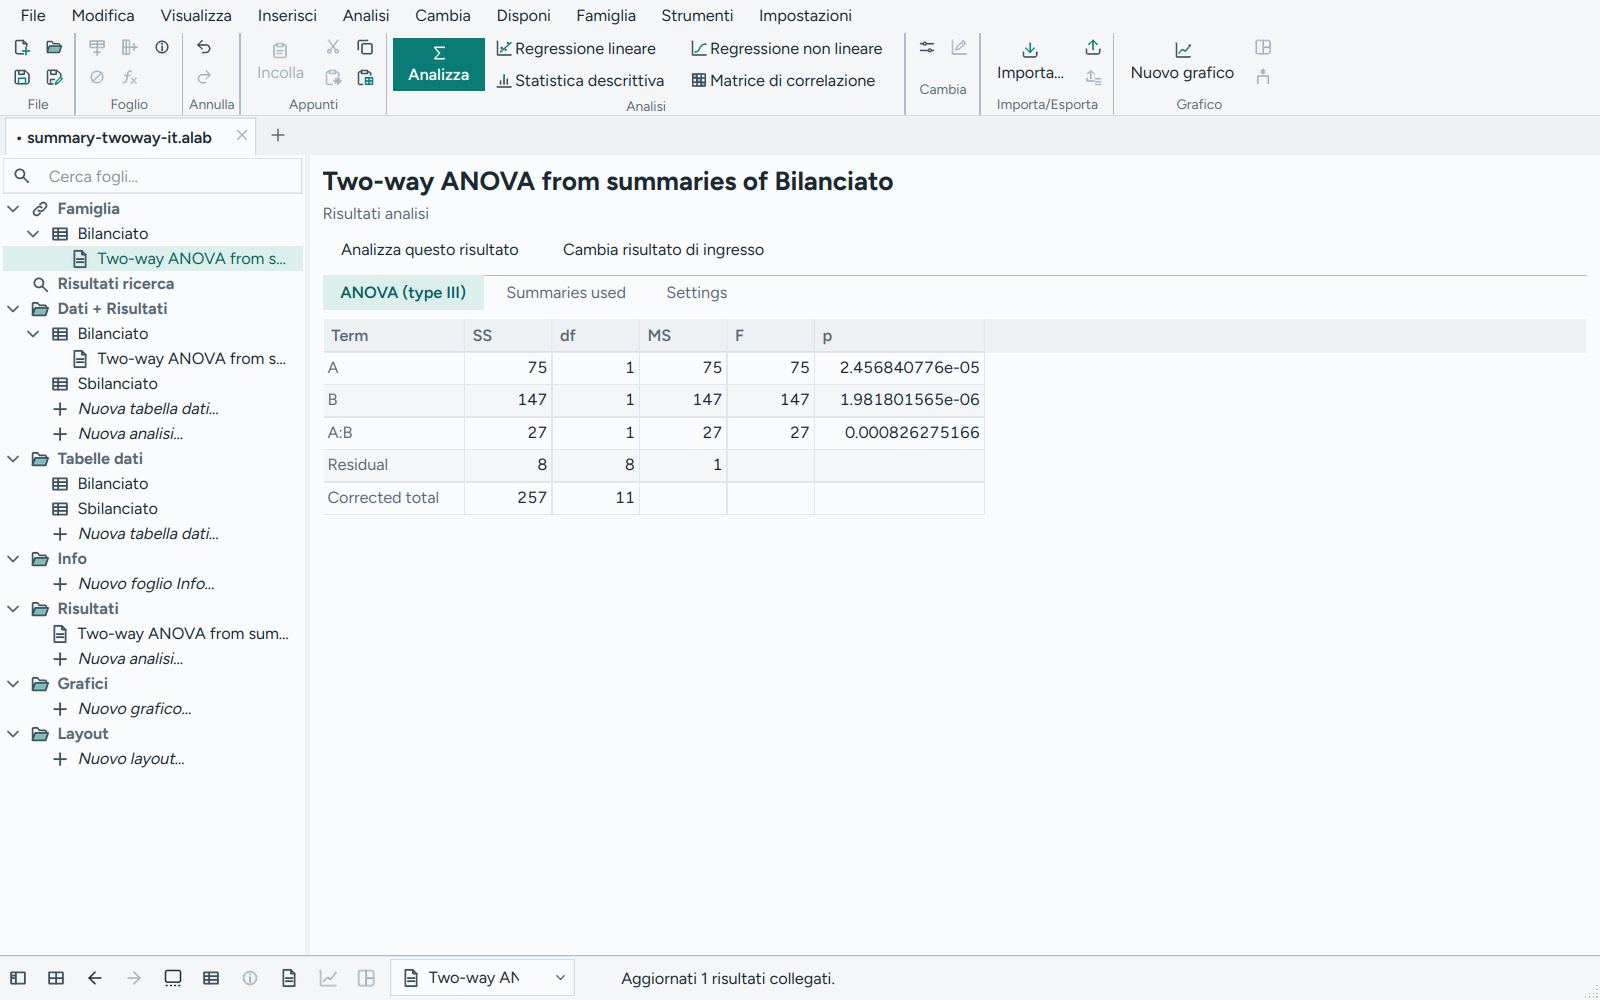 File Modifica Visualizza Inserisci Analisi Cambia Disponi Famiglia Strumenti Impostazioni
Incolla
Analizza
Regressione lineare
Regressione non lineare
Statistica descrittiva
Matrice di correlazione
Importa...
Nuovo grafico
File Foglio Annulla Appunti Analisi Cambia Importa/Esporta Grafico
• summary-twoway-it.alab
Cerca fogli...
Famiglia
Bilanciato
Two-way ANOVA from s...
Risultati ricerca
Dati + Risultati
Bilanciato
Two-way ANOVA from s...
Sbilanciato
Nuova tabella dati...
Nuova analisi...
Tabelle dati
Bilanciato
Sbilanciato
Nuova tabella dati...
Info
Nuovo foglio Info...
Risultati
Two-way ANOVA from sum...
Nuova analisi...
Grafici
Nuovo grafico...
Layout
Nuovo layout...
Two-way ANOVA from summaries of Bilanciato
Risultati analisi
Analizza questo risultato Cambia risultato di ingresso
ANOVA (type III) Summaries used Settings
Term SS df MS F p
A 75 1 75 75 2.456840776e-05
B 147 1 147 147 1.981801565e-06
A:B 27 1 27 27 0.000826275166
Residual 8 8 1
Corrected total 257 11
Two-way AN
Aggiornati 1 risultati collegati.